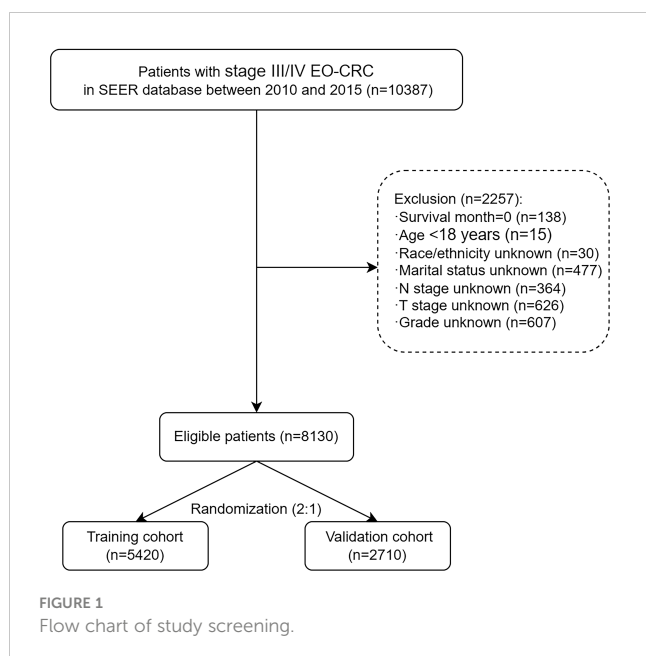 Patients with stage III/IV EO-CRC
in SEER database between 2010 and 2015 (n=10387)
Exclusion (n=2257):
·Survival month=0 (n=138)
·Age <18 years (n=15)
·Race/ethnicity unknown (n=30)
·Marital status unknown (n=477)
·N stage unknown (n=364)
·T stage unknown (n=626)
·Grade unknown (n=607)
Eligible patients (n=8130)
Randomization (2:1)
Training cohort
(n=5420)
Validation cohort
(n=2710)
FIGURE 1
Flow chart of study screening.